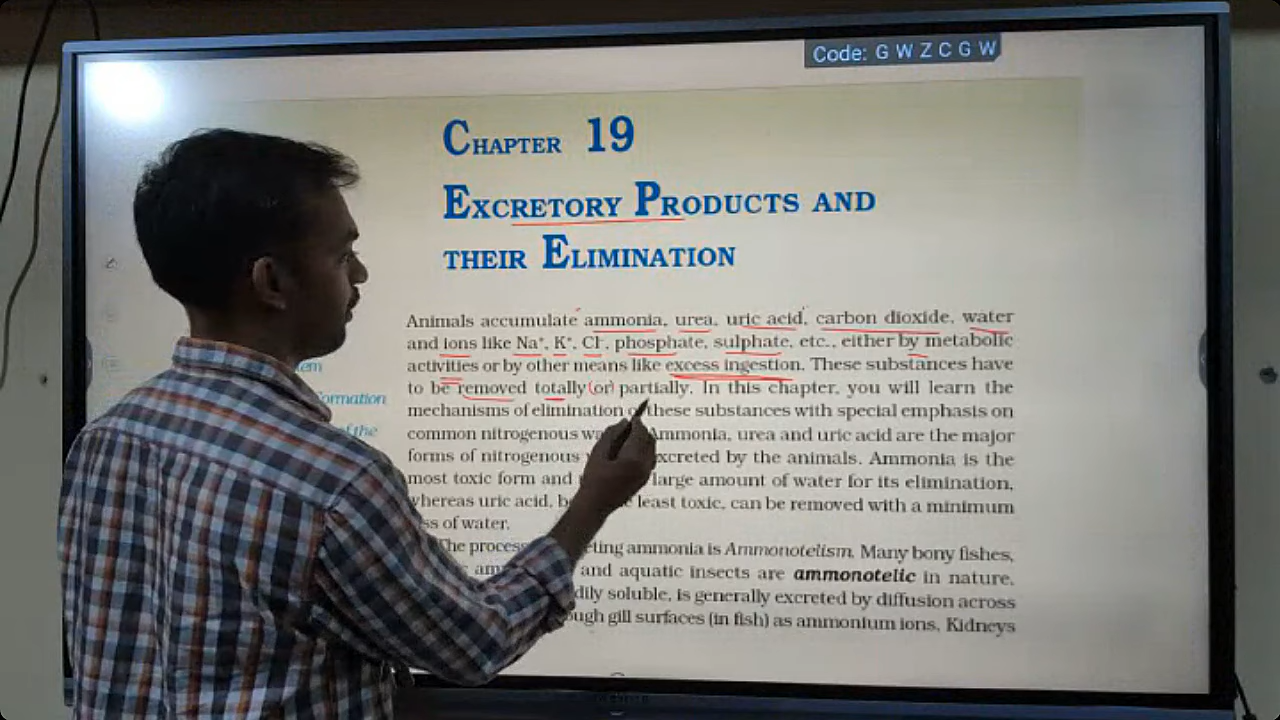 Code: G W Z C G W
CHAPTER 19
EXCRETORY PRODUCTS AND
THEIR ELIMINATION
Animals accumulate ammonia, urea, uric acid, carbon dioxide, water
and ions like Na⁺, K⁺, Cl⁻, phosphate, sulphate, etc., either by metabolic
activities or by other means like excess ingestion. These substances have
to be removed totally or partially. In this chapter, you will learn the
mechanisms of elimination of these substances with special emphasis on
common nitrogenous Ammonia, urea and uric acid are the major
forms of nitrogenous excreted by the animals. Ammonia is the
most toxic form and large amount of water for its elimination,
whereas uric acid, least toxic, can be removed with a minimum
of water.
The process ammonia is Ammonotelism. Many bony fishes,
and aquatic insects are ammonotelic in nature.
soluble, is generally excreted by diffusion across
gill surfaces (in fish) as ammonium ions. Kidneys
of the